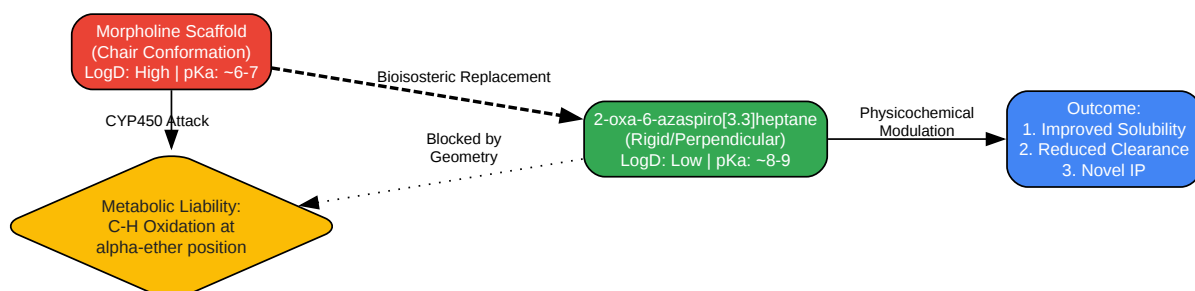 Morpholine Scaffold
(Chair Conformation)
LogD: High | pKa: ~6-7
Bioisosteric Replacement
CYP450 Attack
2-oxa-6-azaspiro[3.3]heptane
(Rigid/Perpendicular)
LogD: Low | pKa: ~8-9
Physicochemical
Modulation
Outcome:
1. Improved Solubility
2. Reduced Clearance
3. Novel IP
Blocked by
Geometry
Metabolic Liability:
C-H Oxidation at
alpha-ether position